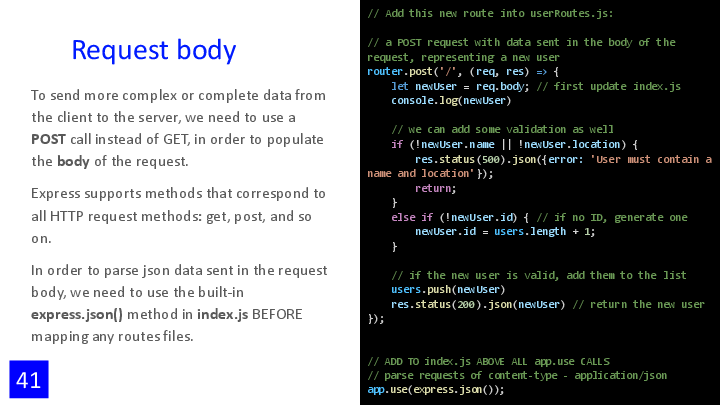 Request body
To send more complex or complete data from
the client to the server, we need to use a
POST call instead of GET, in order to populate
the body of the request.
Express supports methods that correspond to
all HTTP request methods: get, post, and so
on.
In order to parse json data sent in the request
body, we need to use the built-in
express.json() method in index.js BEFORE
mapping any routes files.
41
// Add this new route into userRoutes.js:
// a POST request with data sent in the body of the
request, representing a new user
router.post('/', (req, res) => {
let newUser = req.body; // first update index.js
console.log(newUser)
// we can add some validation as well
if (!newUser.name || !newUser.location) {
res.status(500).json({error: 'User must contain a
name and location'});
return;
}
else if (!newUser.id) { // if no ID, generate one
newUser.id = users.length + 1;
}
// if the new user is valid, add them to the list
users.push(newUser)
res.status(200).json(newUser) // return the new user
});
// ADD TO index.js ABOVE ALL app.use CALLS
// parse requests of content-type - application/json
app.use(express.json());